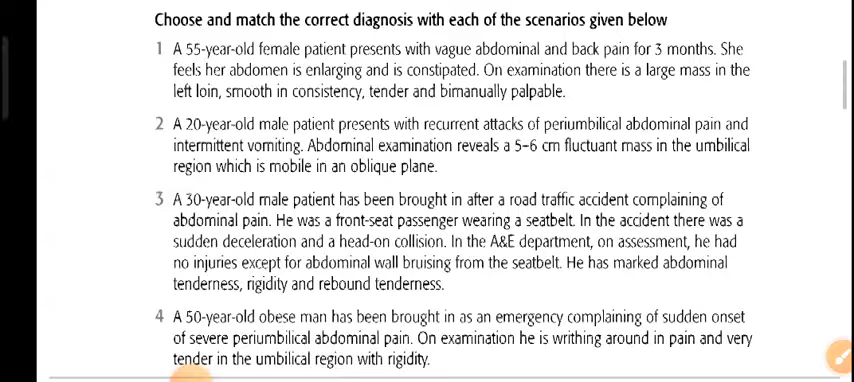 Choose and match the correct diagnosis with each of the scenarios given below
1 A 55-year-old female patient presents with vague abdominal and back pain for 3 months. She
feels her abdomen is enlarging and is constipated. On examination there is a large mass in the
left loin, smooth in consistency, tender and bimanually palpable.
2 A 20-year-old male patient presents with recurrent attacks of periumbilical abdominal pain and
intermittent vomiting. Abdominal examination reveals a 5–6 cm fluctuant mass in the umbilical
region which is mobile in an oblique plane.
3 A 30-year-old male patient has been brought in after a road traffic accident complaining of
abdominal pain. He was a front-seat passenger wearing a seatbelt. In the accident there was a
sudden deceleration and a head-on collision. In the A&E department, on assessment, he had
no injuries except for abdominal wall bruising from the seatbelt. He has marked abdominal
tenderness, rigidity and rebound tenderness.
4 A 50-year-old obese man has been brought in as an emergency complaining of sudden onset
of severe periumbilical abdominal pain. On examination he is writhing around in pain and very
tender in the umbilical region with rigidity.